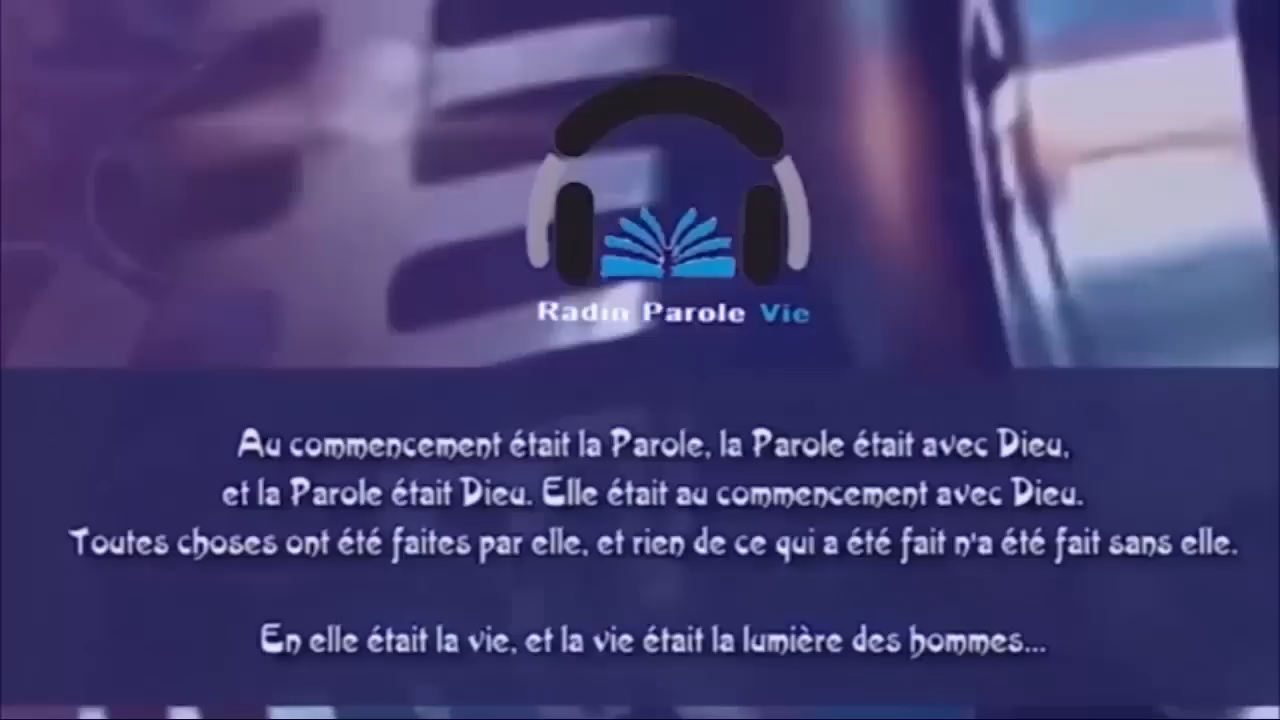 Radio Parole Vie
Au commencement était la Parole, la Parole était avec Dieu,
et la Parole était Dieu. Elle était au commencement avec Dieu.
Toutes choses ont été faites par elle, et rien de ce qui a été fait n'a été fait sans elle.
En elle était la vie, et la vie était la lumière des hommes...